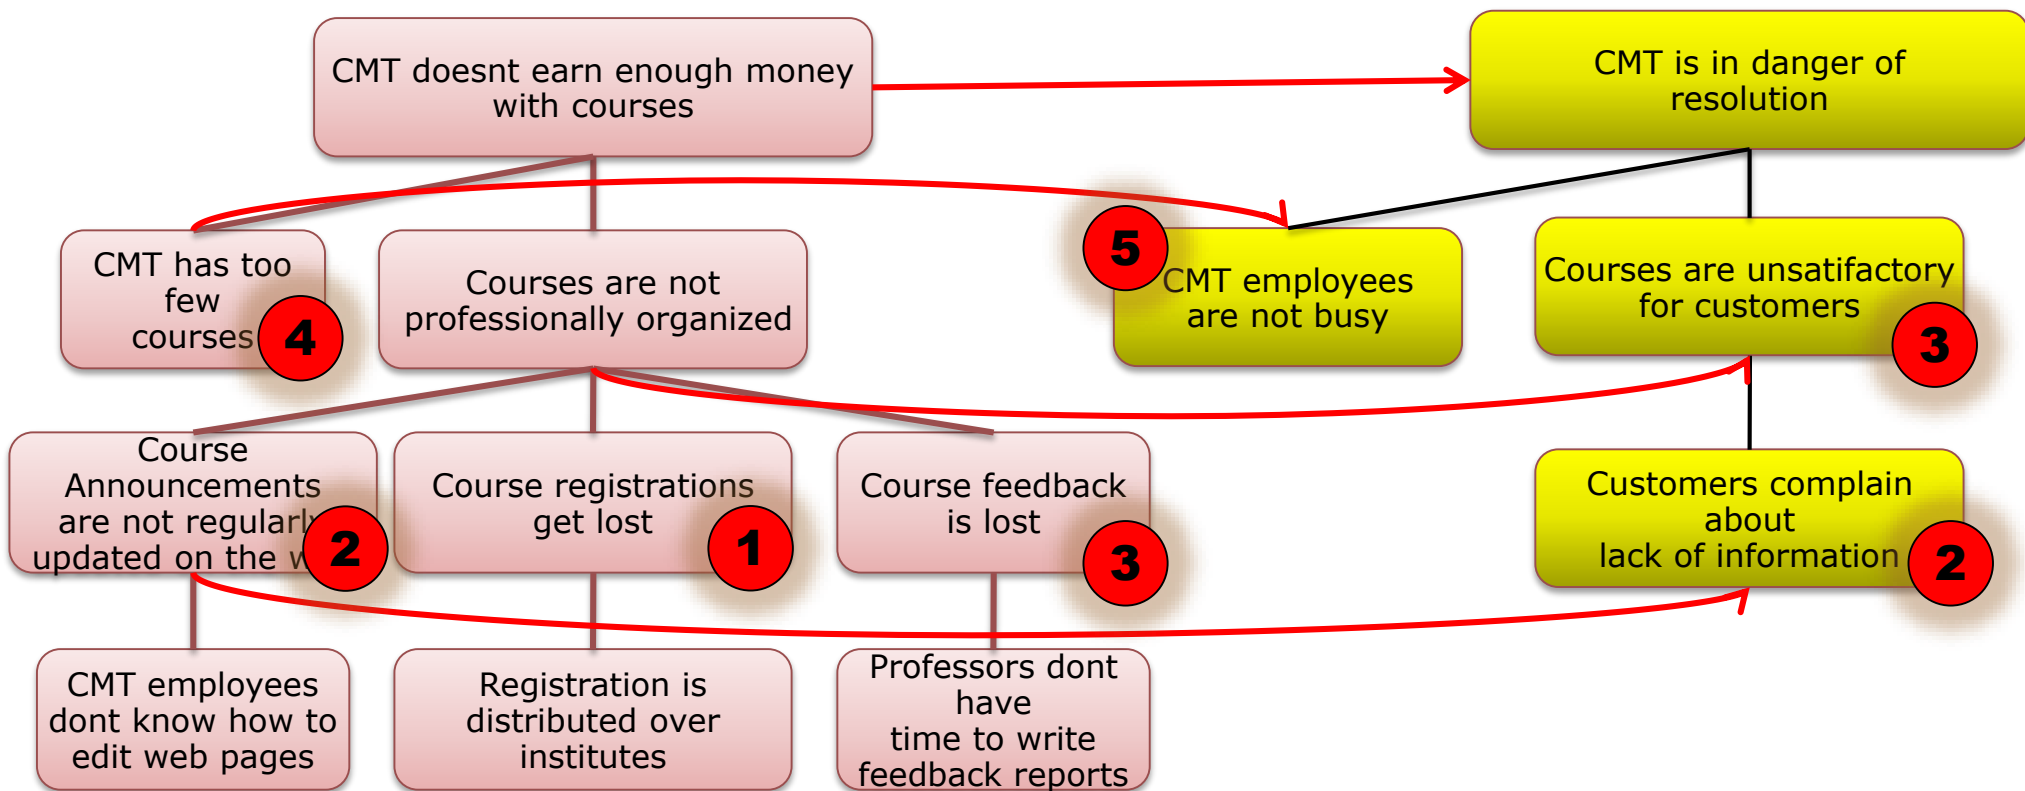 CMT doesnt earn enough money
with courses
CMT is in danger of
resolution
CMT has too
few
courses
4
Courses are not
professionally organized
5
CMT employees
are not busy
Courses are unsatifactory
for customers
3
Course
Announcements
are not regularly
updated on the
2
Course registrations
get lost
1
Course feedback
is lost
3
Customers complain
about
lack of information
2
CMT employees
dont know how to
edit web pages
Registration is
distributed over
institutes
Professors dont
have
time to write
feedback reports